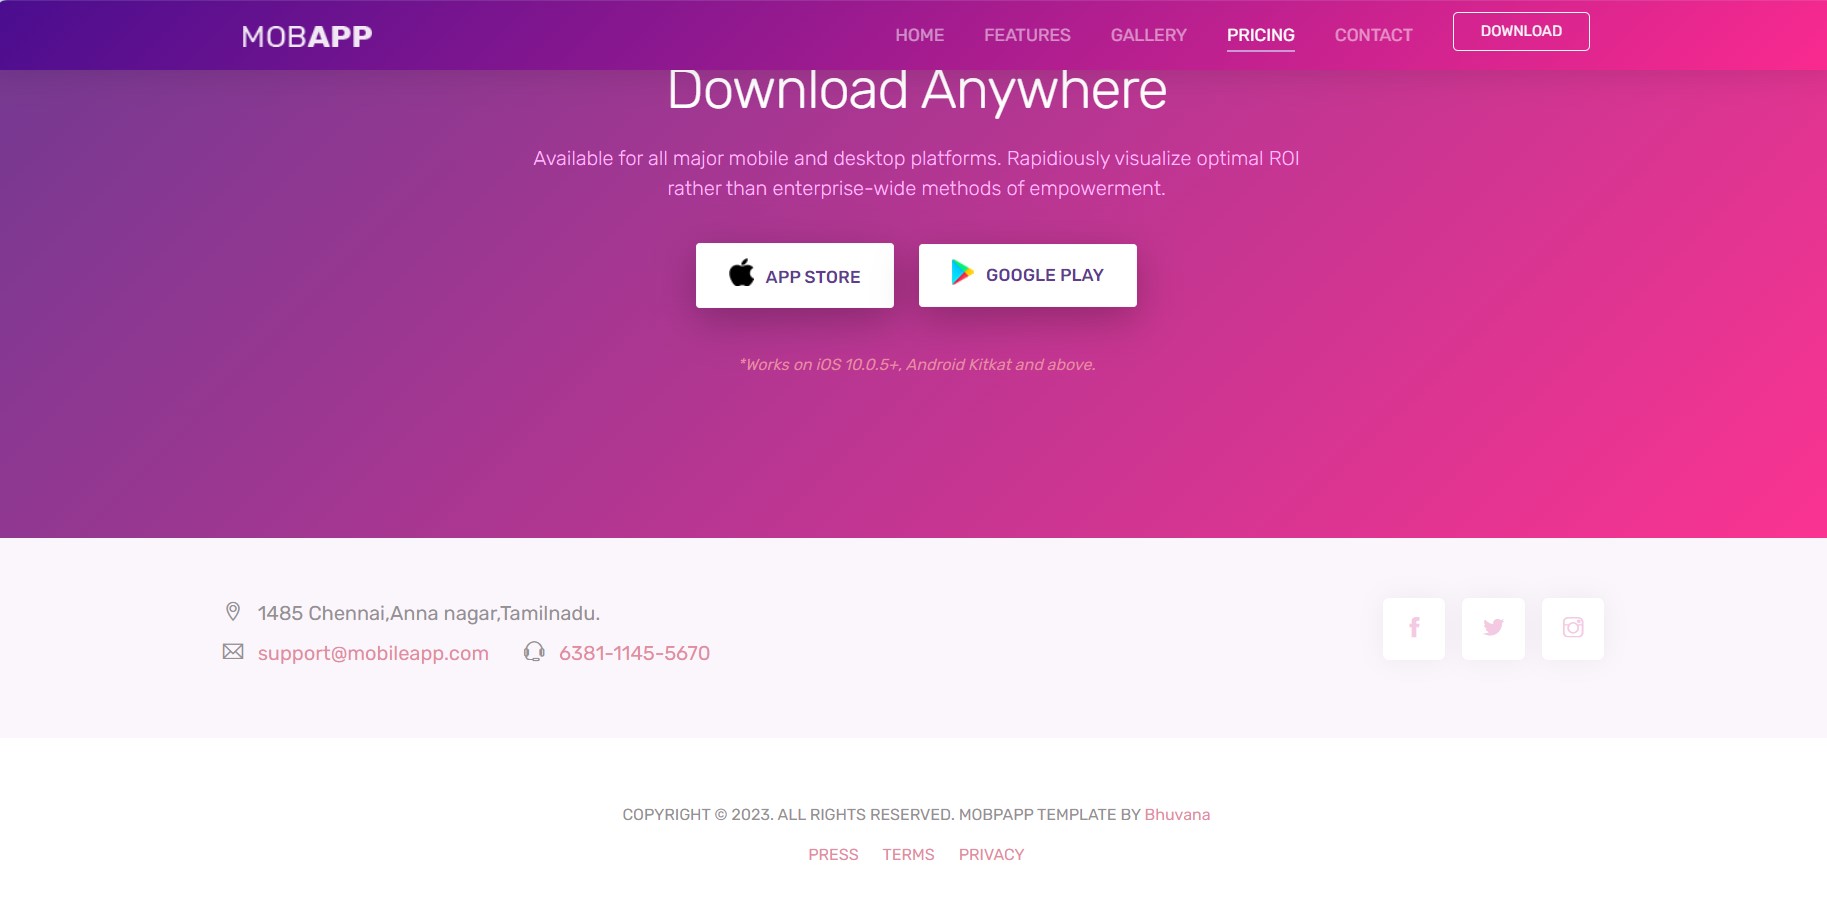 MOBAPP
HOME FEATURES GALLERY PRICING CONTACT DOWNLOAD
Download Anywhere
Available for all major mobile and desktop platforms. Rapidiously visualize optimal ROI
rather than enterprise-wide methods of empowerment.
APP STORE GOOGLE PLAY
*Works on iOS 10.0.5+, Android Kitkat and above.
1485 Chennai,Anna nagar,Tamilnadu.
support@mobileapp.com 6381-1145-5670
COPYRIGHT © 2023. ALL RIGHTS RESERVED. MOBPAPP TEMPLATE BY Bhuvana
PRESS TERMS PRIVACY